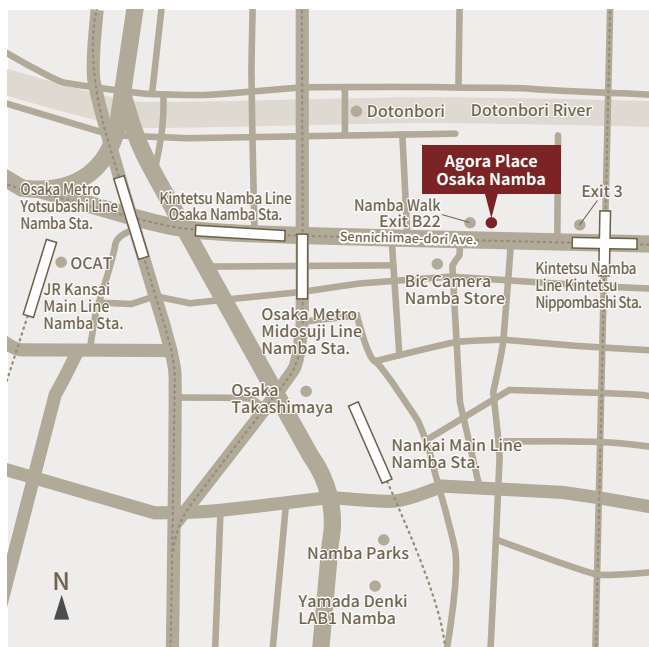 Dotonbori
Dotonbori River
Agora Place
Osaka Namba
Osaka Metro
Yotsubashi Line
Namba Sta.
Kintetsu Namba Line
Osaka Namba Sta.
Namba Walk
Exit B22
Exit 3
Sennichimae-dori Ave.
OCAT
JR Kansai
Main Line
Namba Sta.
Bic Camera
Namba Store
Kintetsu Namba
Line Kintetsu
Nippombashi Sta.
Osaka Metro
Midosuji Line
Namba Sta.
Osaka
Takashimaya
Nankai Main Line
Namba Sta.
Namba Parks
N
Yamada Denki
LAB1 Namba